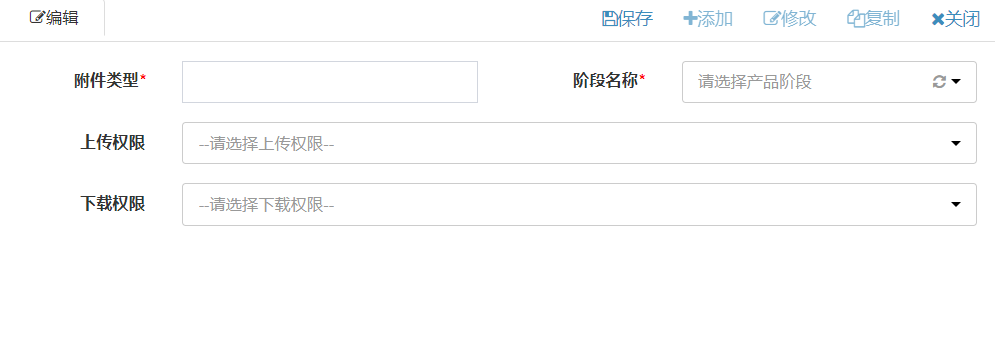 编辑 保存 添加 修改 复制 关闭
附件类型* 阶段名称* 请选择产品阶段
上传权限 --请选择上传权限--
下载权限 --请选择下载权限--